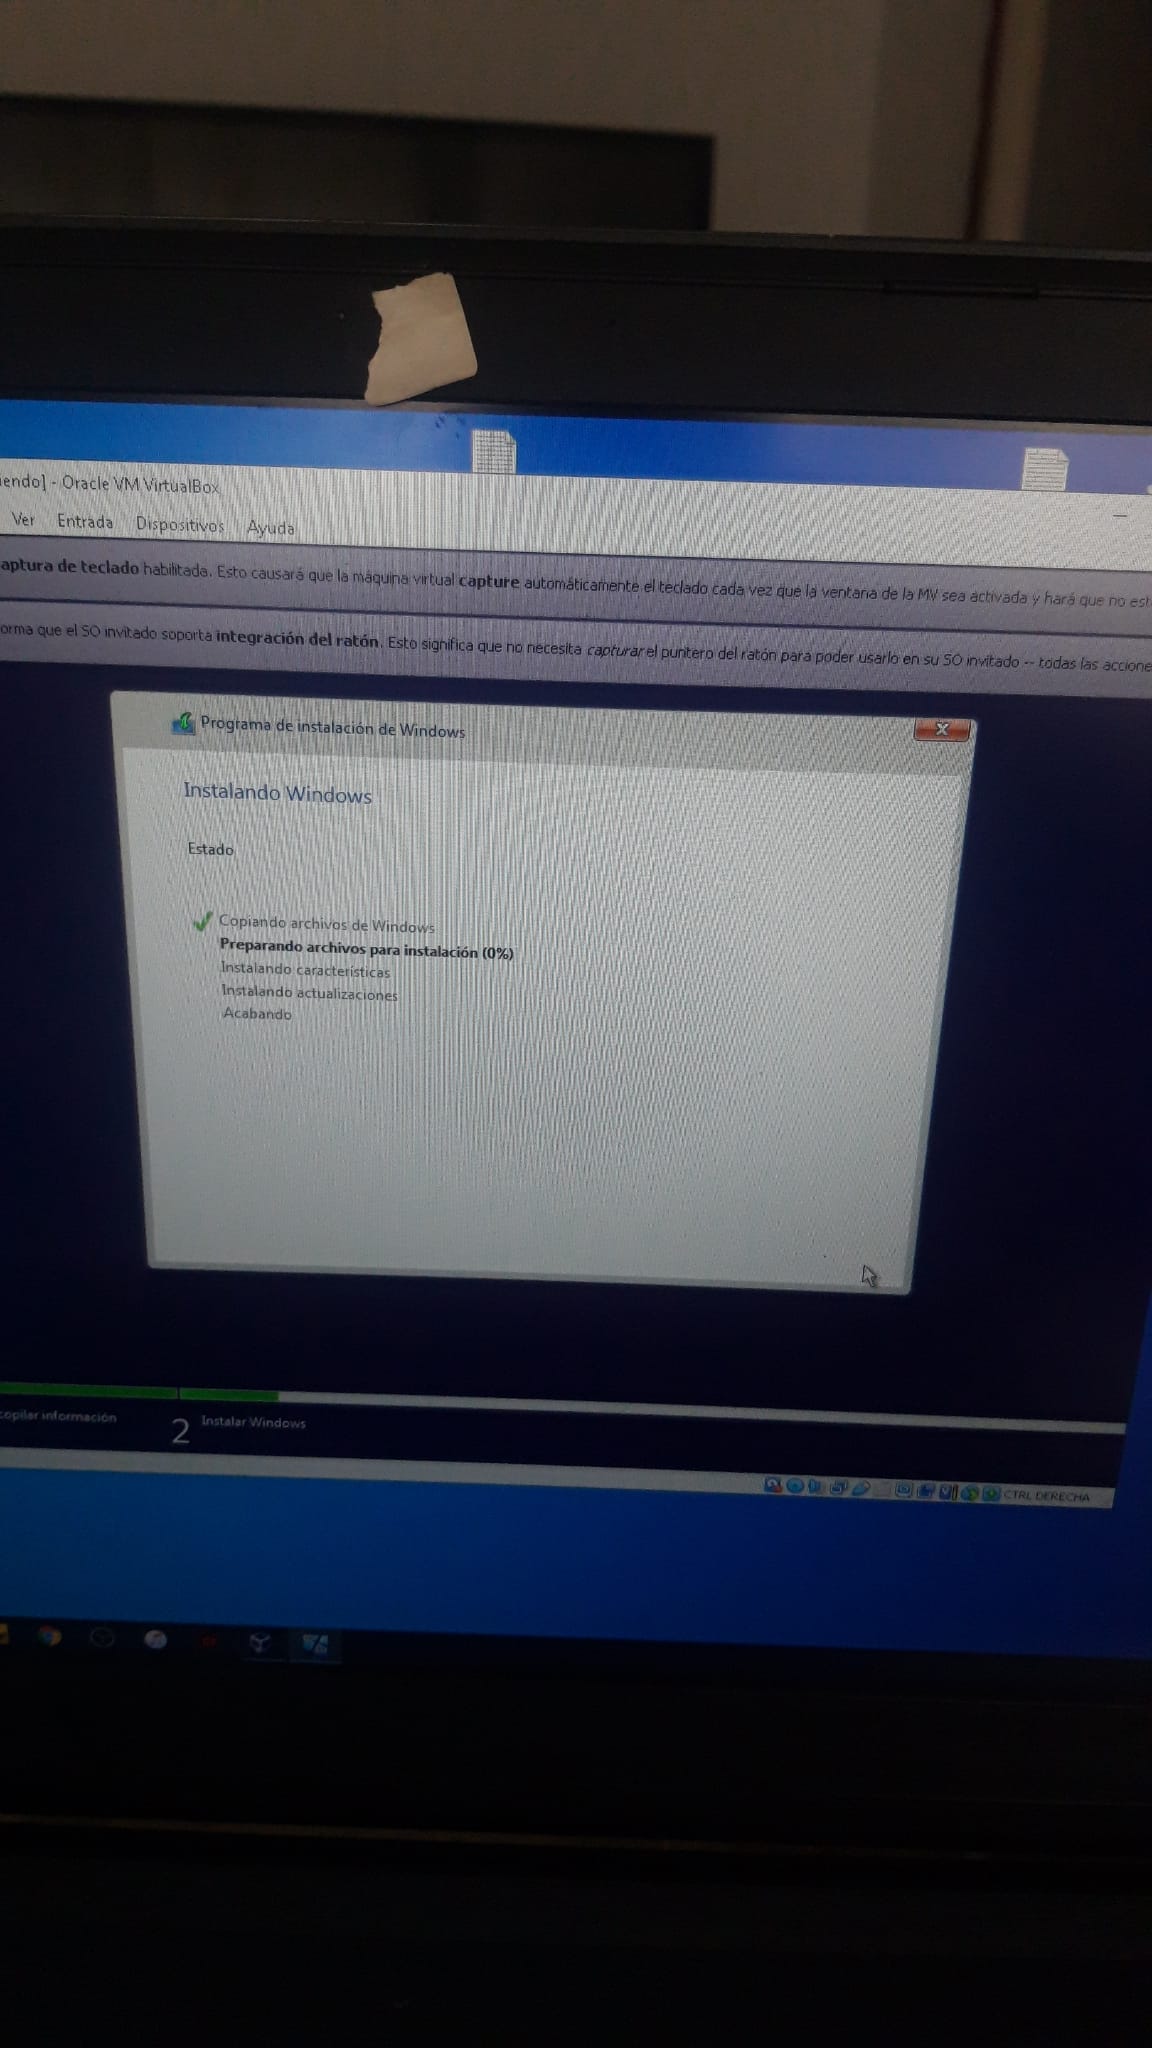 endo] - Oracle VM VirtualBox
Ver Entrada Dispositivos Ayuda
aptura de teclado habilitada. Esto causará que la máquina virtual capture automáticamente el teclado cada vez que la ventana de la MV sea activada y hará que no est
orma que el SO invitado soporta integración del ratón. Esto significa que no necesita capturar el puntero del ratón para poder usarlo en su SO invitado -- todas las accione
Programa de instalación de Windows
Instalando Windows
Estado
Copiando archivos de Windows
Preparando archivos para instalación (0%)
Instalando características
Instalando actualizaciones
Acabando
copilar información
2 Instalar Windows
CTRL DERECHA